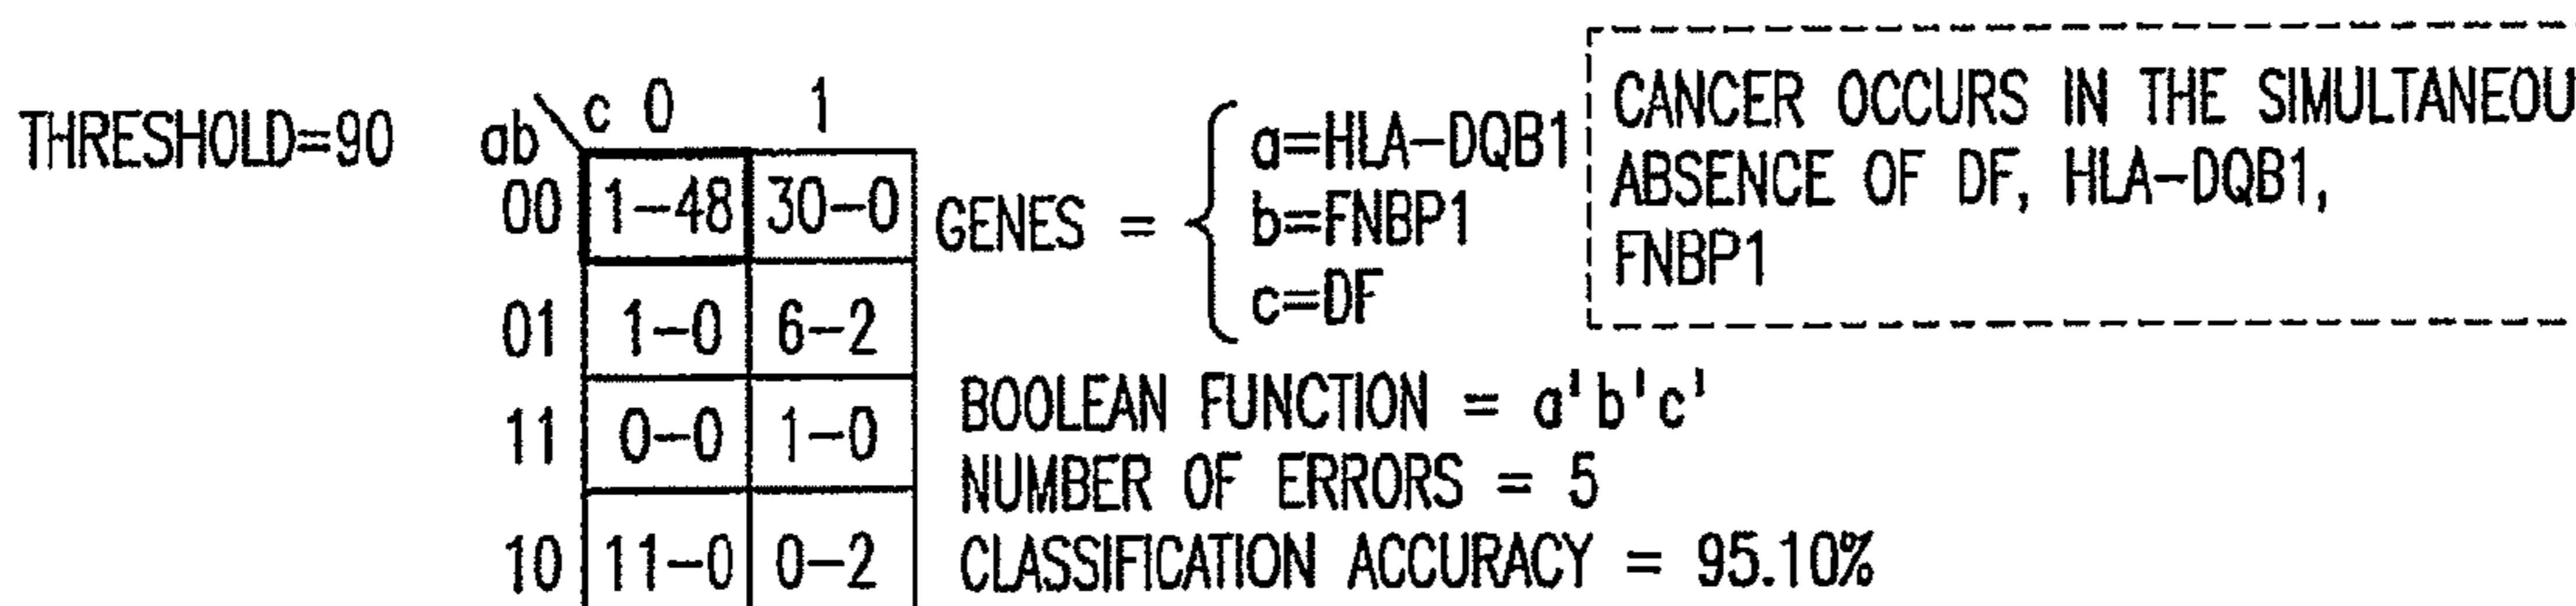 THRESHOLD=90
ab\c 0 1
00 1-48 30-0
01 1-0 6-2
11 0-0 1-0
10 11-0 0-2
GENES =
a=HLA-DQB1
b=FNBP1
c=DF
CANCER OCCURS IN THE SIMULTANEOU
ABSENCE OF DF, HLA-DQB1,
FNBP1
BOOLEAN FUNCTION = a'b'c'
NUMBER OF ERRORS = 5
CLASSIFICATION ACCURACY = 95.10%